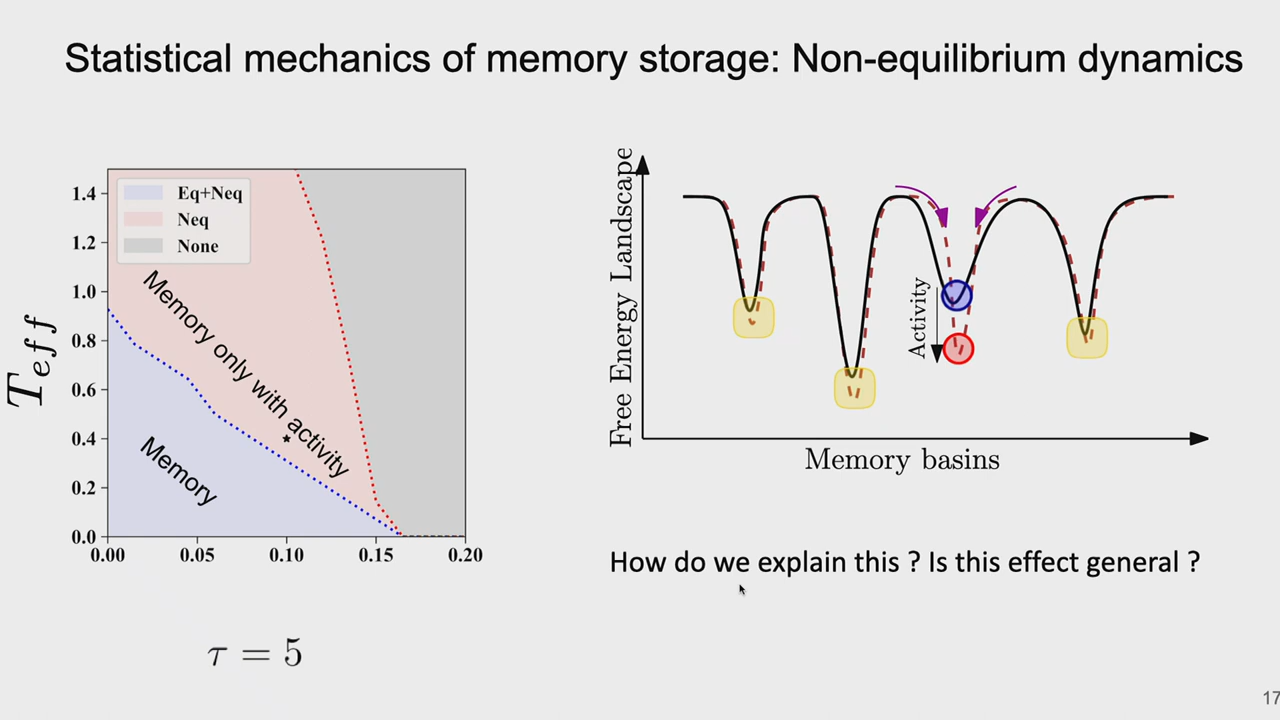 Statistical mechanics of memory storage: Non-equilibrium dynamics
T_eff
1.4
1.2
1.0
0.8
0.6
0.4
0.2
0.0
0.00
0.05
0.10
0.15
0.20
Eq+Neq
Neq
None
Memory only with activity
Memory
τ = 5
Free Energy Landscape
Activity
Memory basins
How do we explain this ? Is this effect general ?
17